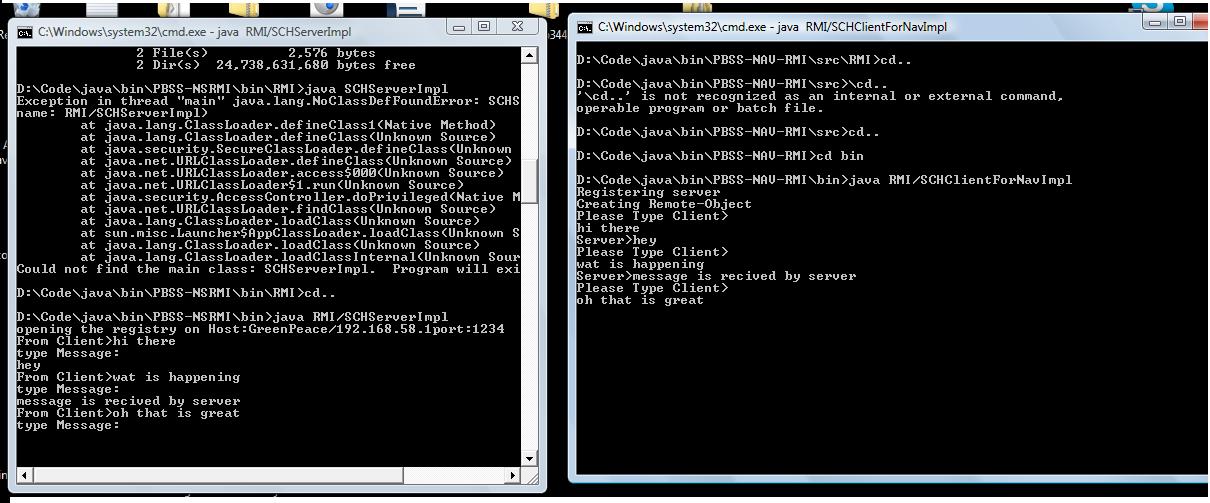 C:\Windows\system32\cmd.exe - java RMI/SCHServerImpl
2 File(s) 2,576 bytes
2 Dir(s) 24,738,631,680 bytes free
D:\Code\java\bin\PBSS-NSRMI\bin\RMI>java SCHServerImpl
Exception in thread "main" java.lang.NoClassDefFoundError: SCHS
name: RMI/SCHServerImpl)
at java.lang.ClassLoader.defineClass1(Native Method)
at java.lang.ClassLoader.defineClass(Unknown Source)
at java.security.SecureClassLoader.defineClass(Unknown
at java.net.URLClassLoader.defineClass(Unknown Source)
at java.net.URLClassLoader.access$000(Unknown Source)
at java.net.URLClassLoader$1.run(Unknown Source)
at java.security.AccessController.doPrivileged(Native M
at java.net.URLClassLoader.findClass(Unknown Source)
at java.lang.ClassLoader.loadClass(Unknown Source)
at sun.misc.Launcher$AppClassLoader.loadClass(Unknown S
at java.lang.ClassLoader.loadClass(Unknown Source)
at java.lang.ClassLoader.loadClassInternal(Unknown Sour
Could not find the main class: SCHServerImpl. Program will exi
D:\Code\java\bin\PBSS-NSRMI\bin\RMI>cd..
D:\Code\java\bin\PBSS-NSRMI\bin>java RMI/SCHServerImpl
opening the registry on Host:GreenPeace/192.168.58.1port:1234
From Client>hi there
type Message:
hey
From Client>wat is happening
type Message:
message is recived by server
From Client>oh that is great
type Message:
C:\Windows\system32\cmd.exe - java RMI/SCHClientForNavImpl
D:\Code\java\bin\PBSS-NAV-RMI\src\RMI>cd..
D:\Code\java\bin\PBSS-NAV-RMI\src>\cd..
'\cd..' is not recognized as an internal or external command,
operable program or batch file.
D:\Code\java\bin\PBSS-NAV-RMI\src>cd..
D:\Code\java\bin\PBSS-NAV-RMI>cd bin
D:\Code\java\bin\PBSS-NAV-RMI\bin>java RMI/SCHClientForNavImpl
Registering server
Creating Remote-Object
Please Type Client>
hi there
Server>hey
Please Type Client>
wat is happening
Server>message is recived by server
Please Type Client>
oh that is great